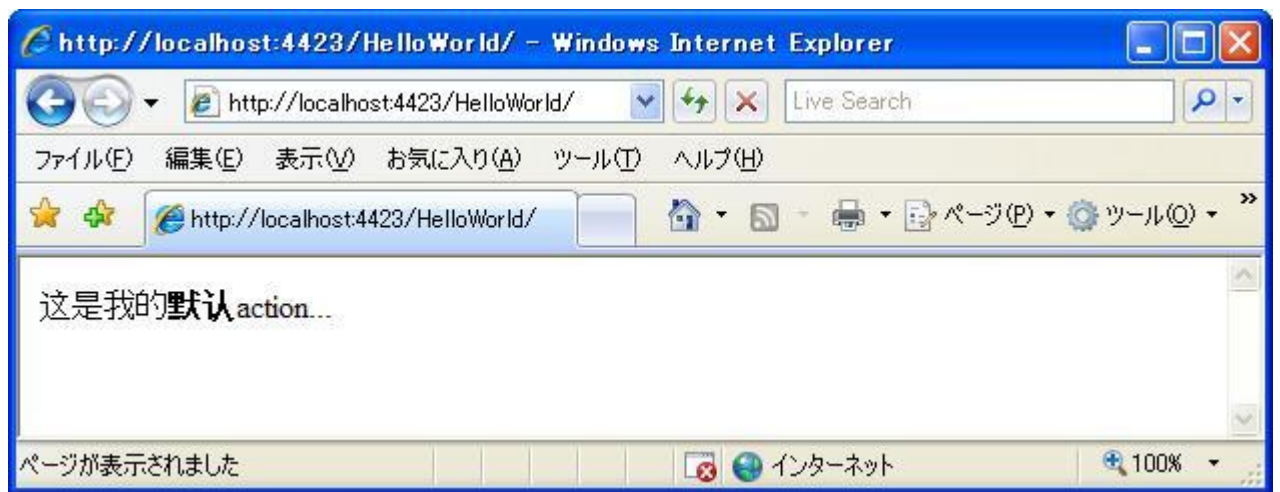 http://localhost:4423/HelloWorld/ - Windows Internet Explorer
http://localhost:4423/HelloWorld/ Live Search
ファイル(F) 編集(E) 表示(V) お気に入り(A) ツール(T) ヘルプ(H)
http://localhost:4423/HelloWorld/ ページ(P) ツール(O) »
这是我的默认action...
ページが表示されました インターネット 100%